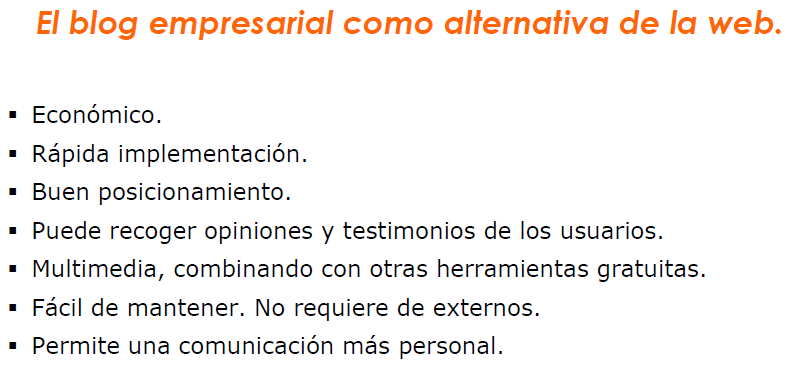 El blog empresarial como alternativa de la web.
▪ Económico.
▪ Rápida implementación.
▪ Buen posicionamiento.
▪ Puede recoger opiniones y testimonios de los usuarios.
▪ Multimedia, combinando con otras herramientas gratuitas.
▪ Fácil de mantener. No requiere de externos.
▪ Permite una comunicación más personal.